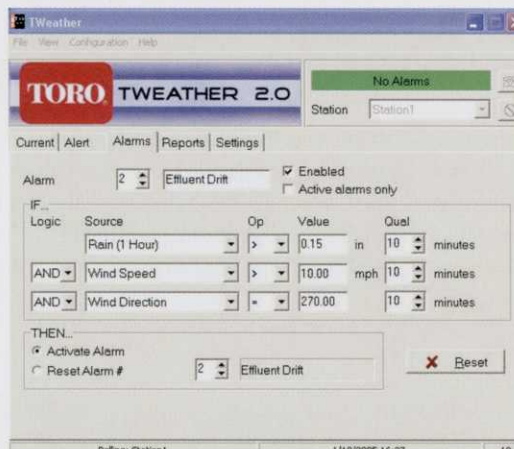 TWeather
File View Configuration Help
TORO. TWEATHER 2.0
No Alarms
Station Station1
Current Alert Alarms Reports Settings
Alarm 2 Effluent Drift Enabled
Active alarms only
IF...
Logic Source Op Value Qual
Rain (1 Hour) > 0.15 in 10 minutes
AND Wind Speed > 10.00 mph 10 minutes
AND Wind Direction = 270.00 10 minutes
THEN...
Activate Alarm
Reset Alarm # 2 Effluent Drift
Reset